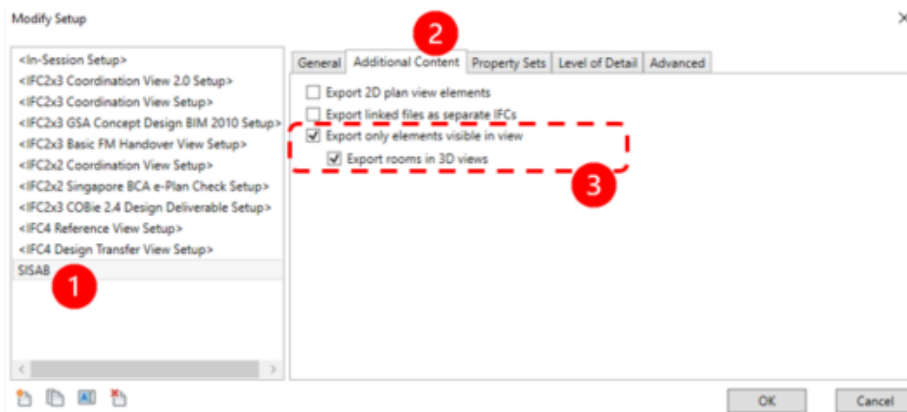 Modify Setup
2
<In-Session Setup>
<IFC2x3 Coordination View 2.0 Setup>
<IFC2x3 Coordination View Setup>
<IFC2x3 GSA Concept Design BIM 2010 Setup>
<IFC2x3 Basic FM Handover View Setup>
<IFC2x2 Coordination View Setup>
<IFC2x2 Singapore BCA e-Plan Check Setup>
<IFC2x3 COBie 2.4 Design Deliverable Setup>
<IFC4 Reference View Setup>
<IFC4 Design Transfer View Setup>
SISAB
1
General Additional Content Property Sets Level of Detail Advanced
Export 2D plan view elements
Export linked files as separate IFCs
Export only elements visible in view
Export rooms in 3D views
3
OK Cancel